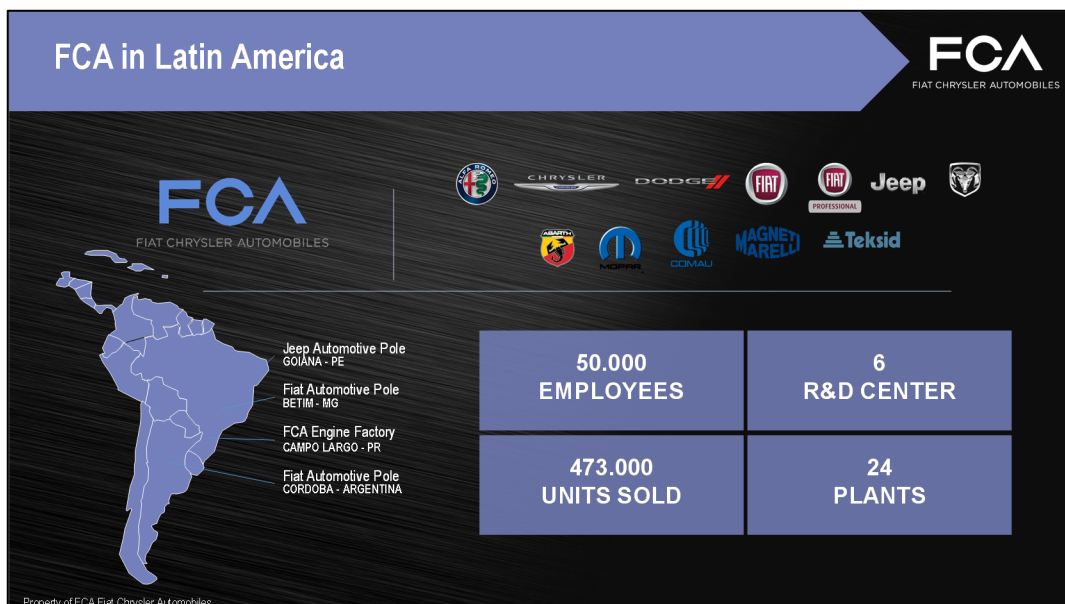 FCA in Latin America
FCA
FIAT CHRYSLER AUTOMOBILES
FCA
FIAT CHRYSLER AUTOMOBILES
ALFA ROMEO
CHRYSLER
DODGE
FIAT
FIAT
PROFESSIONAL
Jeep
ABARTH
MOPAR
COMAU
MAGNETI
MARELLI
Teksid
Jeep Automotive Pole
GOIANA - PE
Fiat Automotive Pole
BETIM - MG
FCA Engine Factory
CAMPO LARGO - PR
Fiat Automotive Pole
CORDOBA - ARGENTINA
50.000
EMPLOYEES
6
R&D CENTER
473.000
UNITS SOLD
24
PLANTS
Property of FCA Fiat Chrysler Automobiles